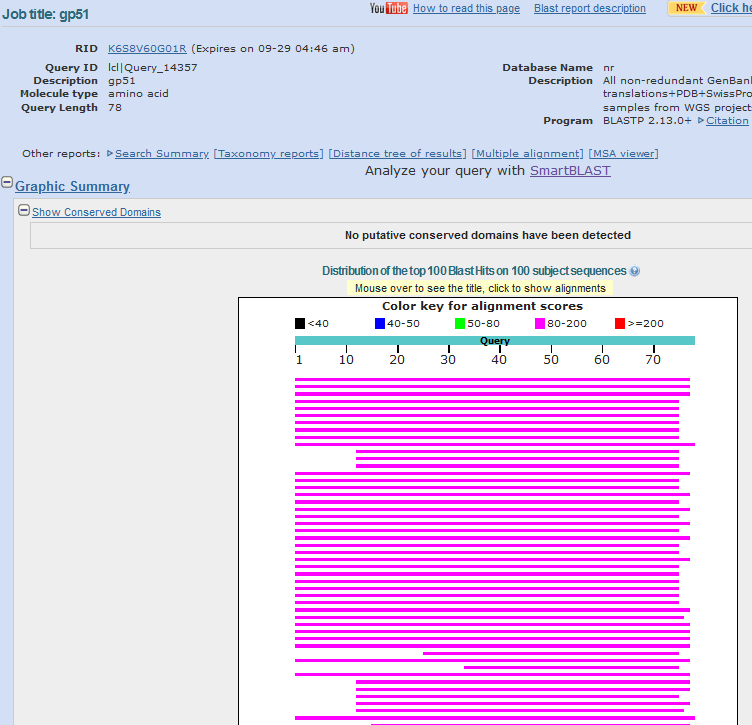 Job title: gp51
YouTube How to read this page Blast report description NEW Click he
RID K6S8V60G01R (Expires on 09-29 04:46 am)
Query ID lcl|Query_14357
Description gp51
Molecule type amino acid
Query Length 78
Database Name nr
Description All non-redundant GenBank
translations+PDB+SwissPro
samples from WGS project
Program BLASTP 2.13.0+ Citation
Other reports: Search Summary [Taxonomy reports] [Distance tree of results] [Multiple alignment] [MSA viewer]
Analyze your query with SmartBLAST
Graphic Summary
Show Conserved Domains
No putative conserved domains have been detected
Distribution of the top 100 Blast Hits on 100 subject sequences
Mouse over to see the title, click to show alignments
Color key for alignment scores
<40 40-50 50-80 80-200 >=200
Query
1 10 20 30 40 50 60 70